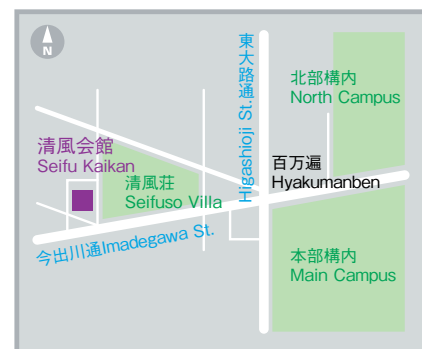 N
東大路通
Higashioji St.
北部構内
North Campus
清風会館
Seifu Kaikan
清風荘
Seifuso Villa
百万遍
Hyakumanben
今出川通Imadegawa St.
本部構内
Main Campus